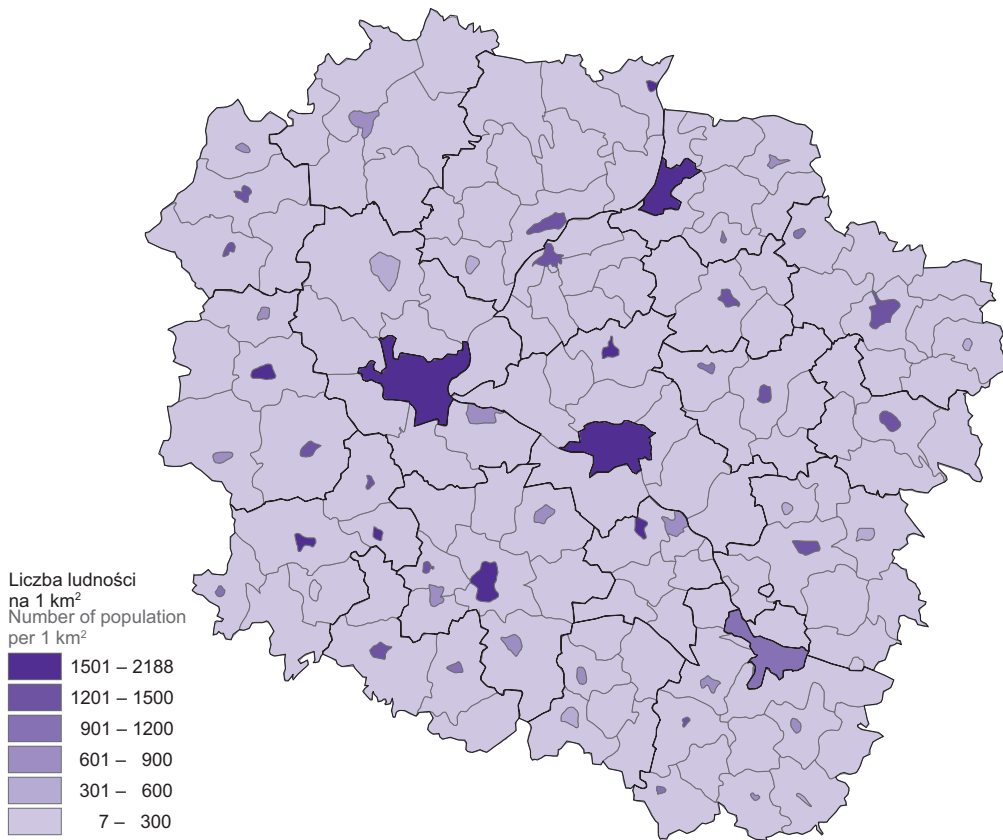 Liczba ludności
na 1 km²
Number of population
per 1 km²
1501 – 2188
1201 – 1500
901 – 1200
601 – 900
301 – 600
7 – 300